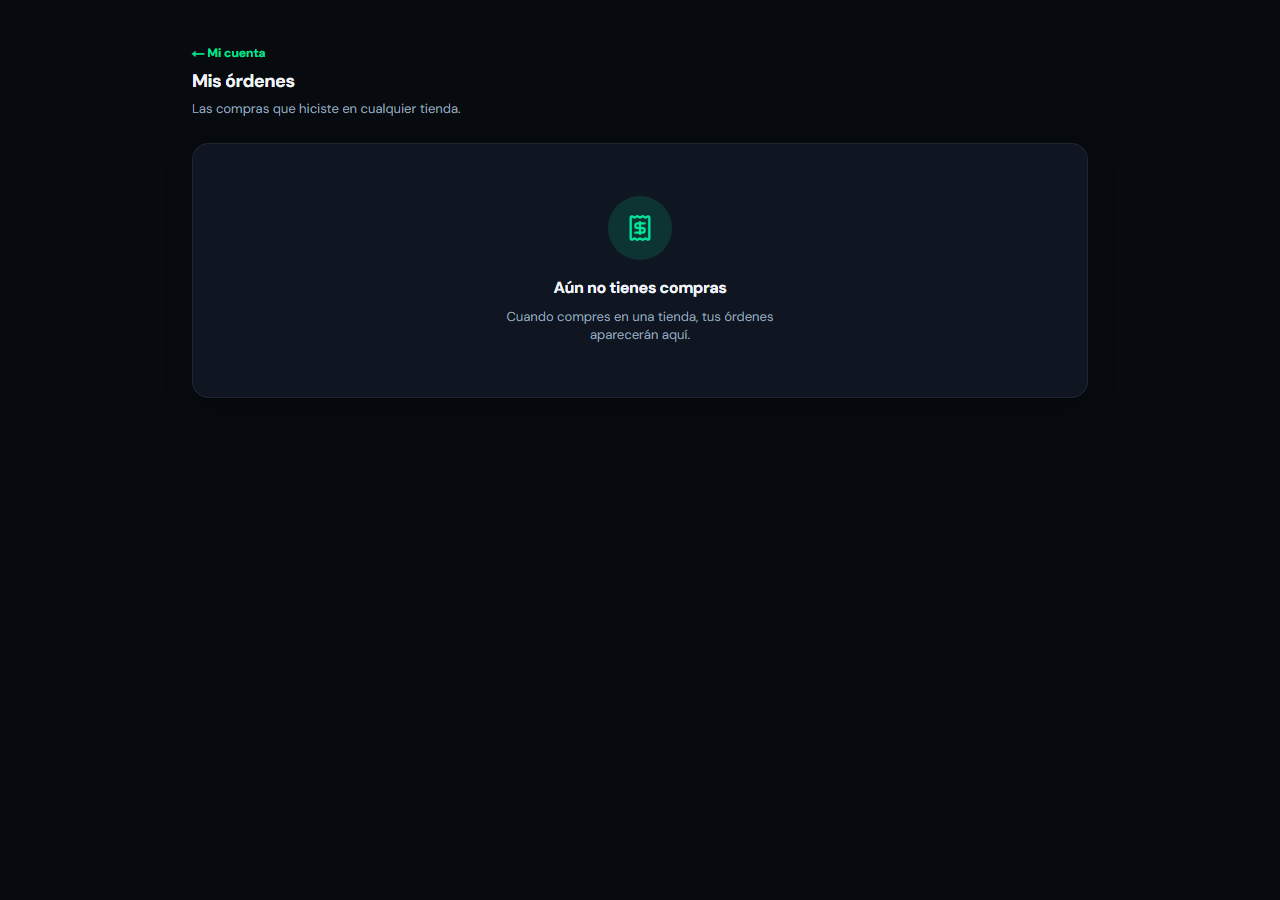 ← Mi cuenta
Mis órdenes
Las compras que hiciste en cualquier tienda.
Aún no tienes compras
Cuando compres en una tienda, tus órdenes
aparecerán aquí.